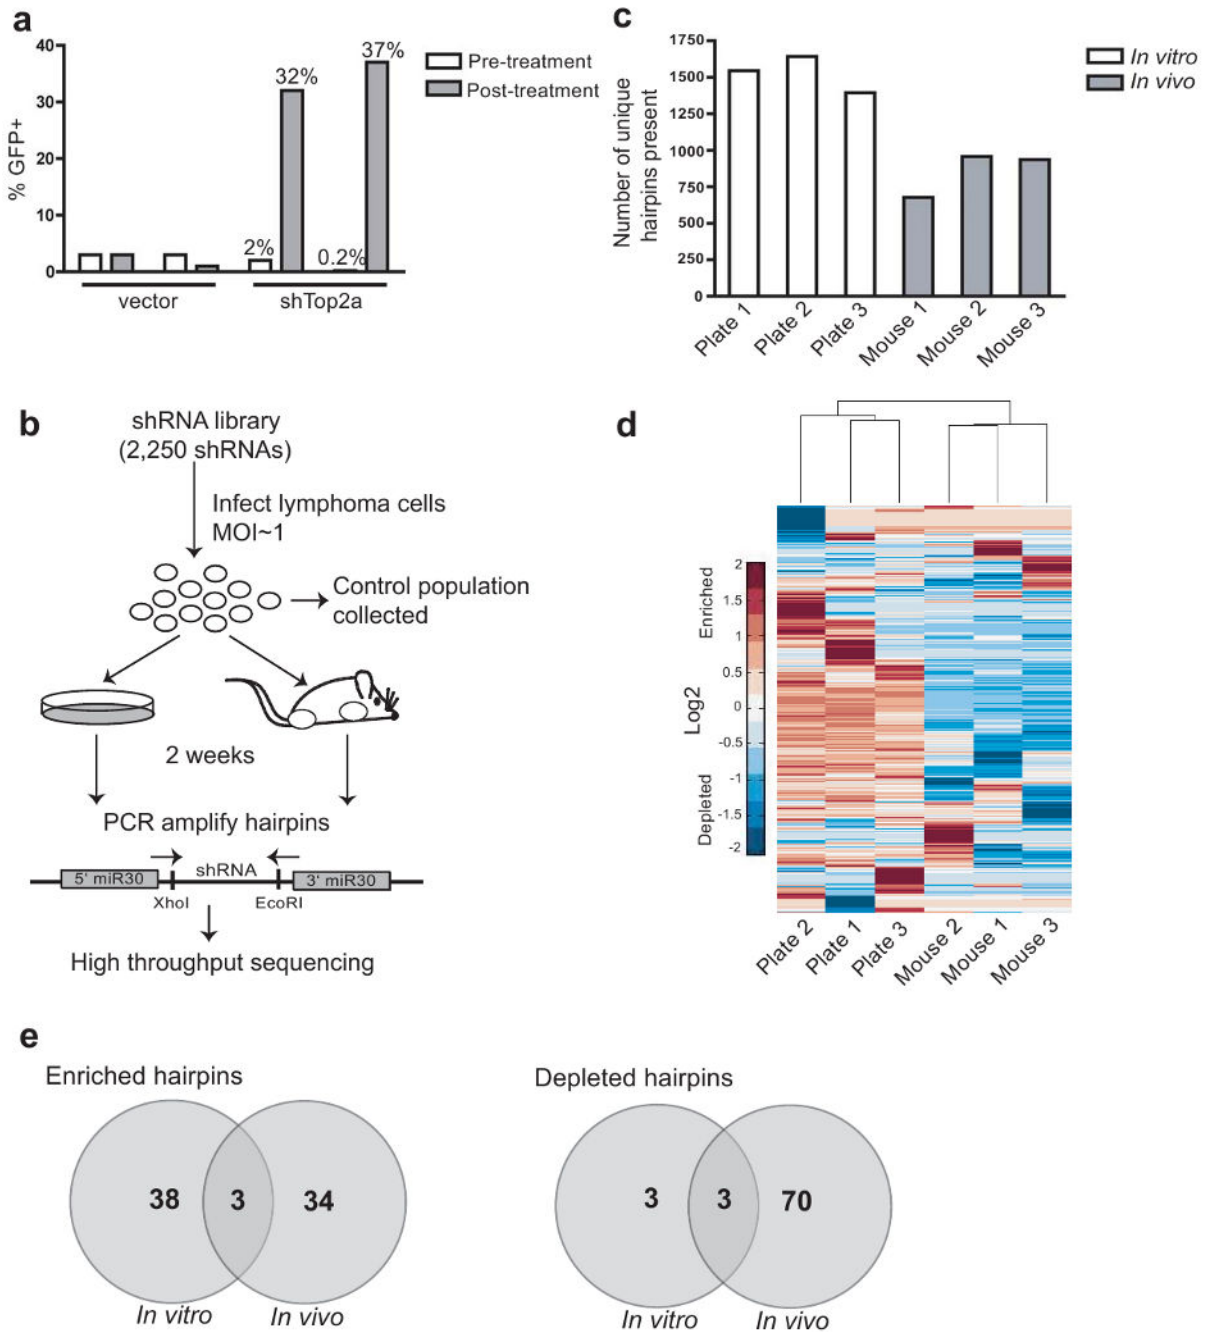 a
40
30
20
10
0
% GFP+
2%
32%
0.2%
37%
vector
shTop2a
Pre-treatment
Post-treatment
c
1750
1500
1250
1000
750
500
250
0
Number of unique
hairpins present
Plate 1
Plate 2
Plate 3
Mouse 1
Mouse 2
Mouse 3
In vitro
In vivo
b
shRNA library
(2,250 shRNAs)
Infect lymphoma cells
MOI~1
Control population
collected
2 weeks
PCR amplify hairpins
5' miR30
shRNA
3' miR30
XhoI
EcoRI
High throughput sequencing
d
Enriched
Log2
Depleted
2
1.5
1
0.5
0
-0.5
-1
-1.5
-2
Plate 2
Plate 1
Plate 3
Mouse 2
Mouse 1
Mouse 3
e
Enriched hairpins
38
3
34
In vitro
In vivo
Depleted hairpins
3
3
70
In vitro
In vivo